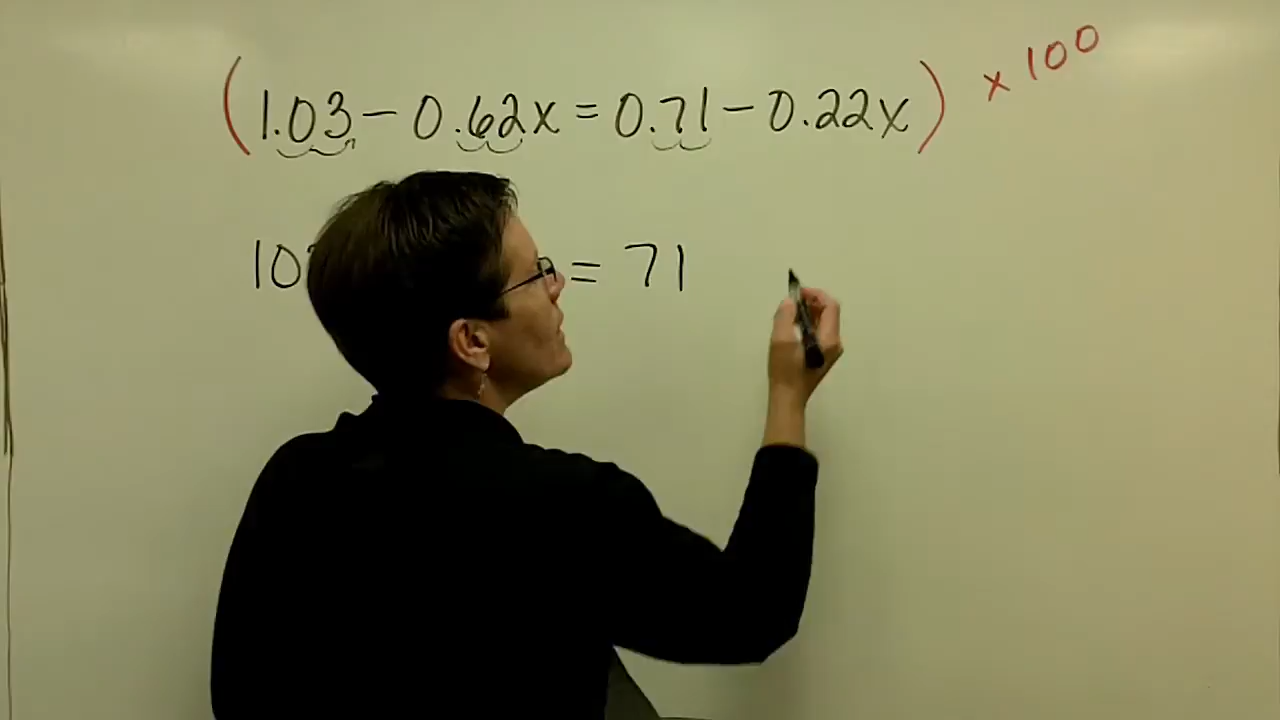 (1.03 − 0.62x = 0.71 − 0.22x) × 100
10 = 71